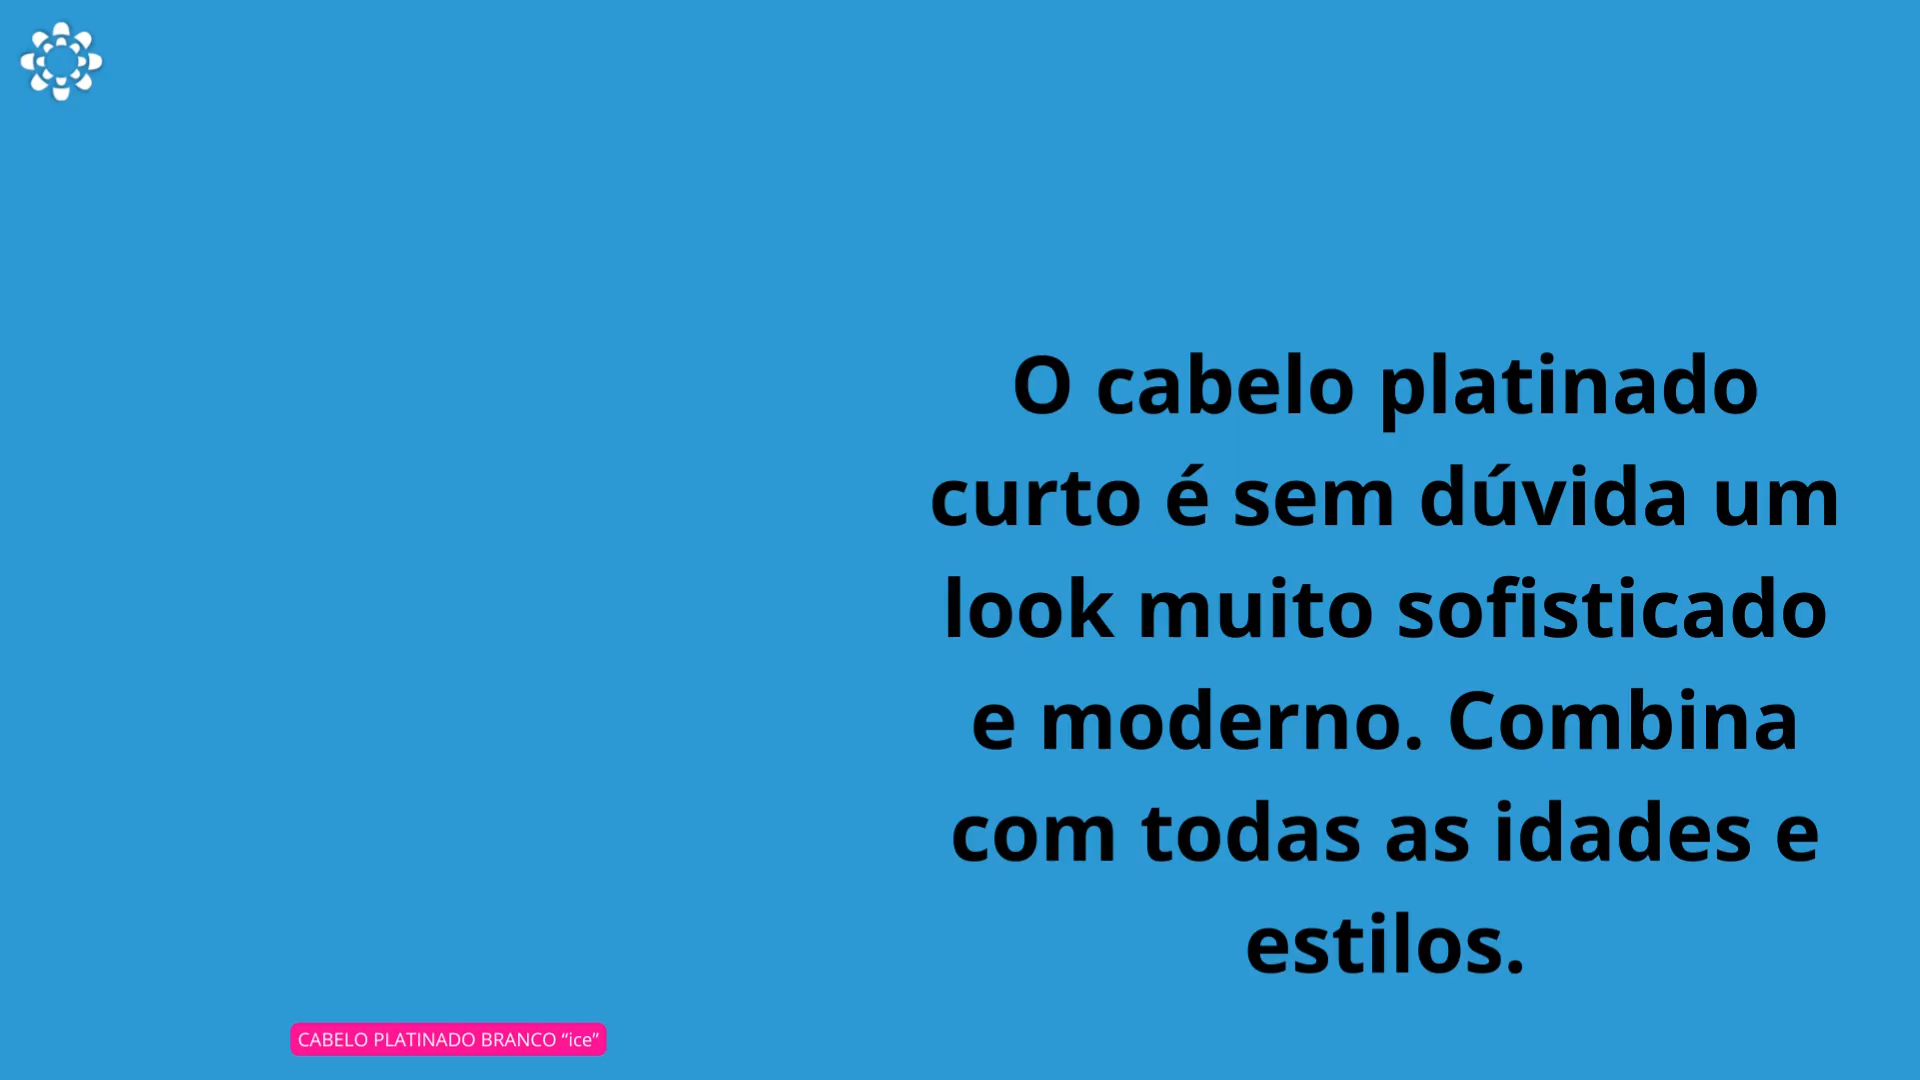 O cabelo platinado
curto é sem dúvida um
look muito sofisticado
e moderno. Combina
com todas as idades e
estilos.
CABELO PLATINADO BRANCO “ice”